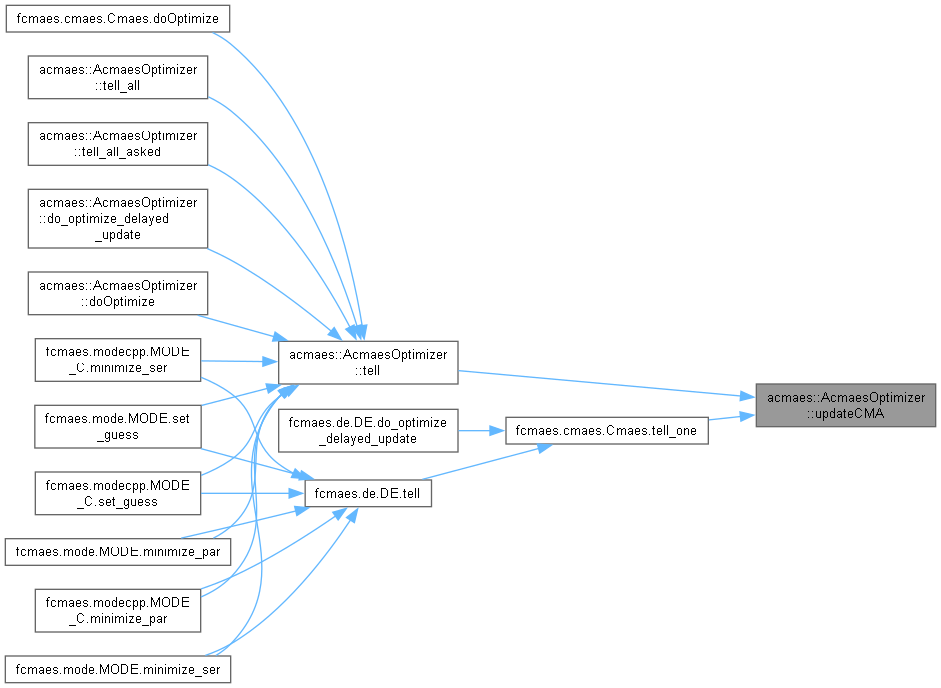 fcmaes.cmaes.Cmaes.doOptimize
acmaes::AcmaesOptimizer
::tell_all
acmaes::AcmaesOptimizer
::tell_all_asked
acmaes::AcmaesOptimizer
::do_optimize_delayed
_update
acmaes::AcmaesOptimizer
::doOptimize
fcmaes.modecpp.MODE
_C.minimize_ser
fcmaes.mode.MODE.set
_guess
fcmaes.modecpp.MODE
_C.set_guess
fcmaes.mode.MODE.minimize_par
fcmaes.modecpp.MODE
_C.minimize_par
fcmaes.mode.MODE.minimize_ser
acmaes::AcmaesOptimizer
::tell
fcmaes.de.DE.do_optimize
_delayed_update
fcmaes.de.DE.tell
fcmaes.cmaes.Cmaes.tell_one
acmaes::AcmaesOptimizer
::updateCMA